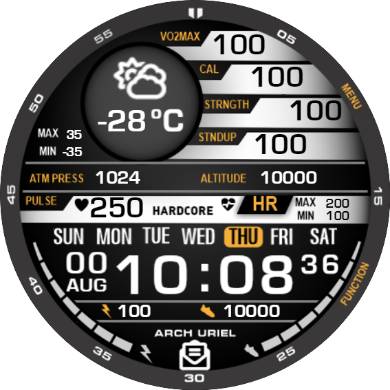 55
05
50
MENU
45
15
40
FUNCTION
35
30
25
VO2MAX 100
CAL 100
STRNGTH 100
STNDUP 100
-28 ºC
MAX 35
MIN -35
ATM PRESS 1024 ALTITUDE 10000
PULSE 250 HARDCORE HR MAX 200
MIN 100
SUN MON TUE WED THU FRI SAT
00 AUG 10:08 36
100 10000
ARCH URIEL